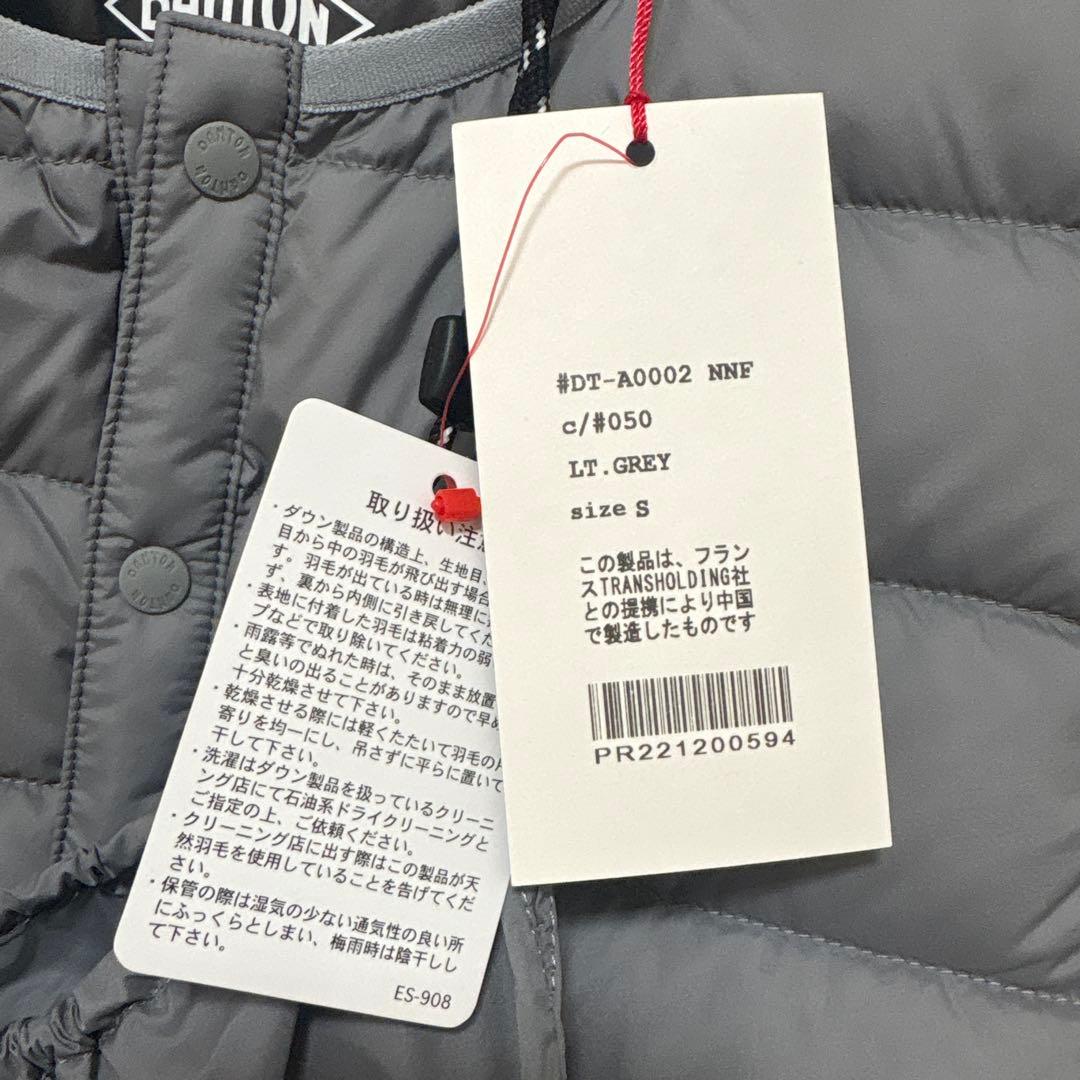 DANTON
DANTON
DANTON
DANTON
DANTON
#DT-A0002 NNF
c/#050
LT.GREY
size S
この製品は、フラン
スTRANSHOLDING社
との提携により中国
で製造したものです
PR221200594
取り扱い注
・ダウン製品の構造上、生地目、
目から中の羽毛が飛び出す場合
す。羽毛が出ている時は無理に
ず、裏から内側に引き戻してくだ
・表地に付着した羽毛は粘着力の弱
プなどで取り除いてください。
・雨露等でぬれた時は、そのまま放置
と臭いの出ることがありますので早め
十分乾燥させて下さい。
・乾燥させる際には軽くたたいて羽毛の片
寄りを均一にし、吊さずに平らに置いて
干して下さい。
・洗濯はダウン製品を扱っているクリーニ
ング店にて石油系ドライクリーニングと
ご指定の上、ご依頼ください。
・クリーニング店に出す際はこの製品が天
然羽毛を使用していることを告げてくだ
さい。
・保管の際は湿気の少ない通気性の良い所
にふっくらとしまい、梅雨時は陰干しし
て下さい。
ES-908